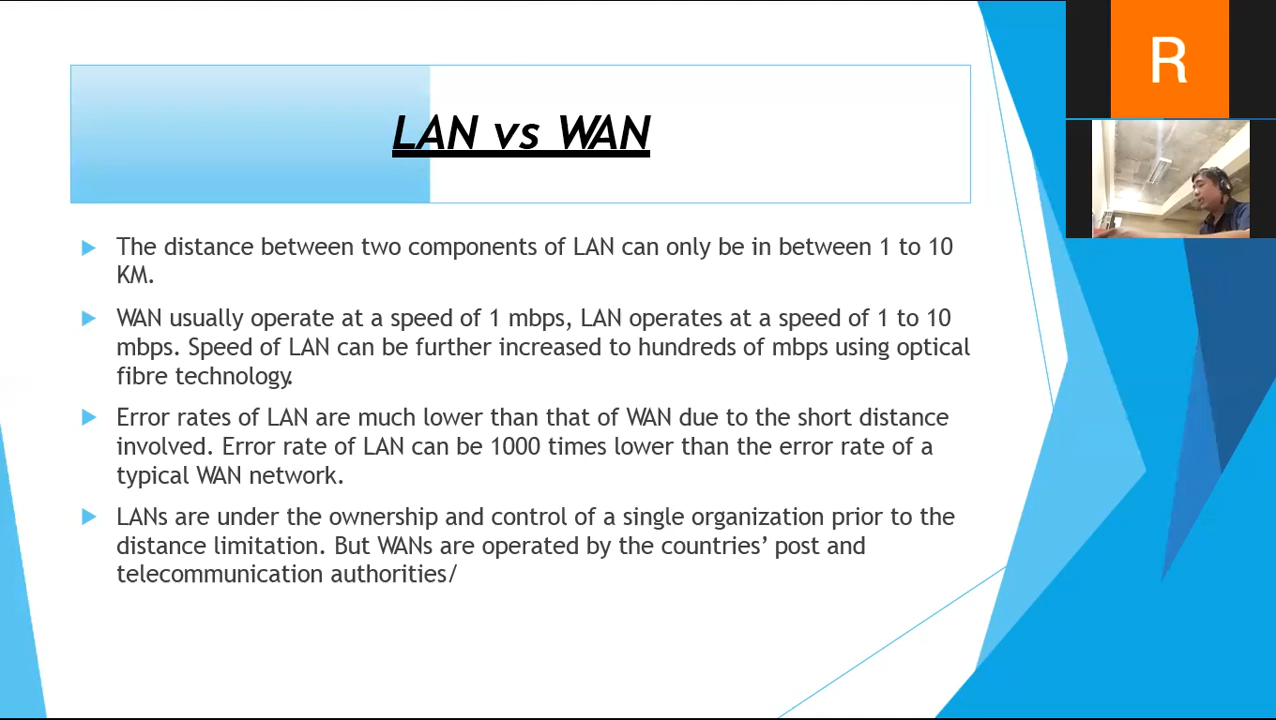 LAN vs WAN
R
The distance between two components of LAN can only be in between 1 to 10
KM.
WAN usually operate at a speed of 1 mbps, LAN operates at a speed of 1 to 10
mbps. Speed of LAN can be further increased to hundreds of mbps using optical
fibre technology.
Error rates of LAN are much lower than that of WAN due to the short distance
involved. Error rate of LAN can be 1000 times lower than the error rate of a
typical WAN network.
LANs are under the ownership and control of a single organization prior to the
distance limitation. But WANs are operated by the countries’ post and
telecommunication authorities/